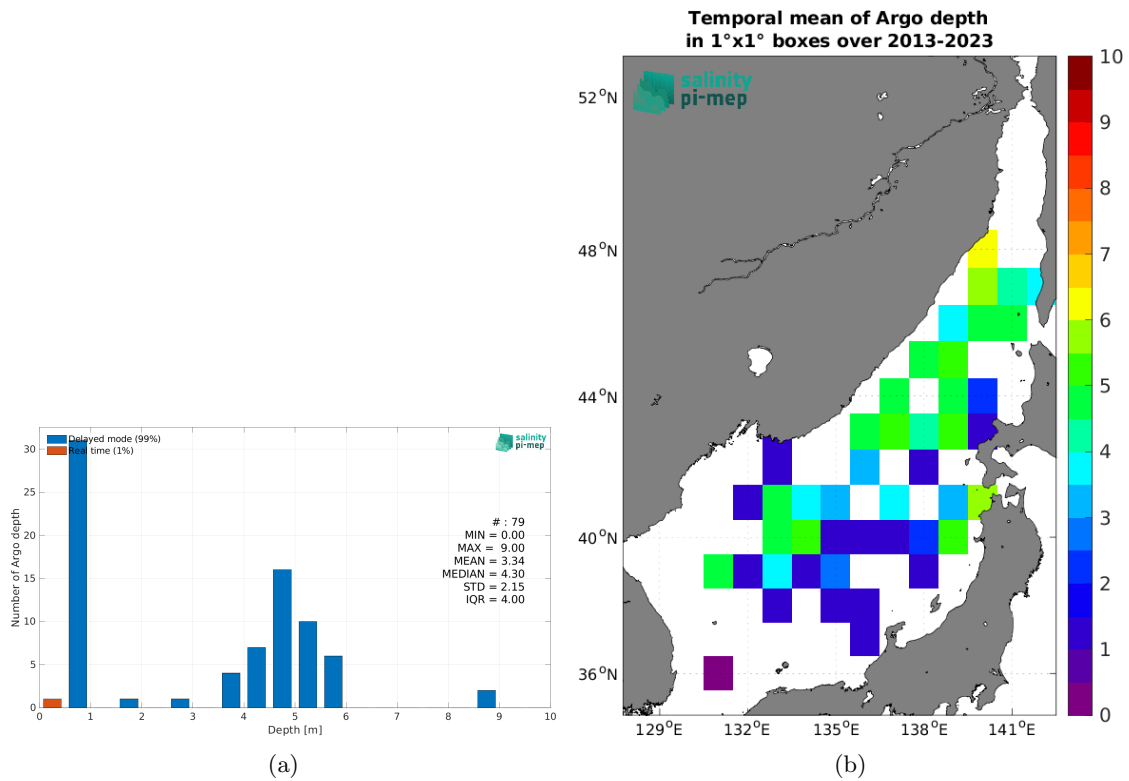 Temporal mean of Argo depth
in 1°x1° boxes over 2013-2023
salinity
pi-mep
52°N
48°N
44°N
40°N
36°N
129°E
132°E
135°E
138°E
141°E
10
9
8
7
6
5
4
3
2
1
0
Delayed mode (99%)
Real time (1%)
salinity
pi-mep
# : 79
MIN = 0.00
MAX = 9.00
MEAN = 3.34
MEDIAN = 4.30
STD = 2.15
IQR = 4.00
Number of Argo depth
30
25
20
15
10
5
0
0 1 2 3 4 5 6 7 8 9 10
Depth [m]
(a)
(b)